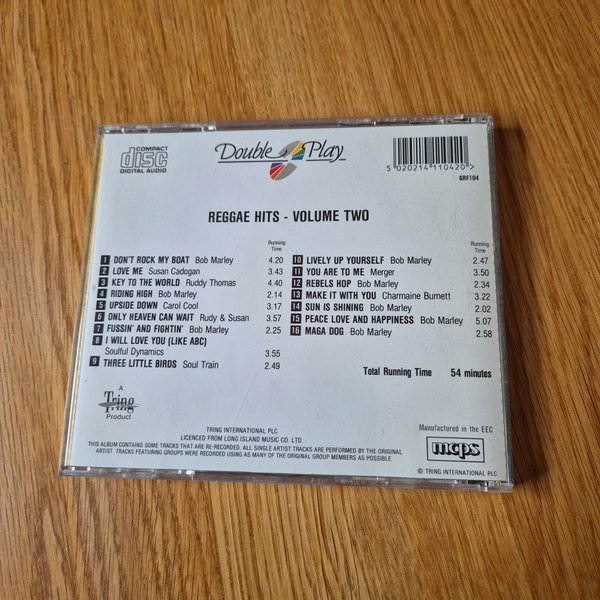 COMPACT
disc
DIGITAL AUDIO
Double Play
5 020214 110420 >
GRF104
REGGAE HITS - VOLUME TWO
Running
Time
1 DON'T ROCK MY BOAT Bob Marley 4.20
2 LOVE ME Susan Cadogan 3.43
3 KEY TO THE WORLD Ruddy Thomas 4.40
4 RIDING HIGH Bob Marley 2.14
5 UPSIDE DOWN Carol Cool 3.17
6 ONLY HEAVEN CAN WAIT Rudy & Susan 3.57
7 FUSSIN' AND FIGHTIN' Bob Marley 2.25
8 I WILL LOVE YOU (LIKE ABC)
Soulful Dynamics 3.55
9 THREE LITTLE BIRDS Soul Train 2.49
Running
Time
10 LIVELY UP YOURSELF Bob Marley 2.47
11 YOU ARE TO ME Merger 3.50
12 REBELS HOP Bob Marley 2.34
13 MAKE IT WITH YOU Charmaine Burnett 3.22
14 SUN IS SHINING Bob Marley 2.02
15 PEACE LOVE AND HAPPINESS Bob Marley 5.07
16 MAGA DOG Bob Marley 2.58
Total Running Time 54 minutes
A
Tring
Product
TRING INTERNATIONAL PLC
LICENCED FROM LONG ISLAND MUSIC CO. LTD.
THIS ALBUM CONTAINS SOME TRACKS THAT ARE RE-RECORDED. ALL SINGLE ARTIST TRACKS ARE PERFORMED BY THE ORIGINAL
ARTIST. TRACKS FEATURING GROUPS WERE RECORDED USING AS MANY OF THE ORIGINAL GROUP MEMBERS AS POSSIBLE.
Manufactured in the EEC
mcps
© TRING INTERNATIONAL PLC